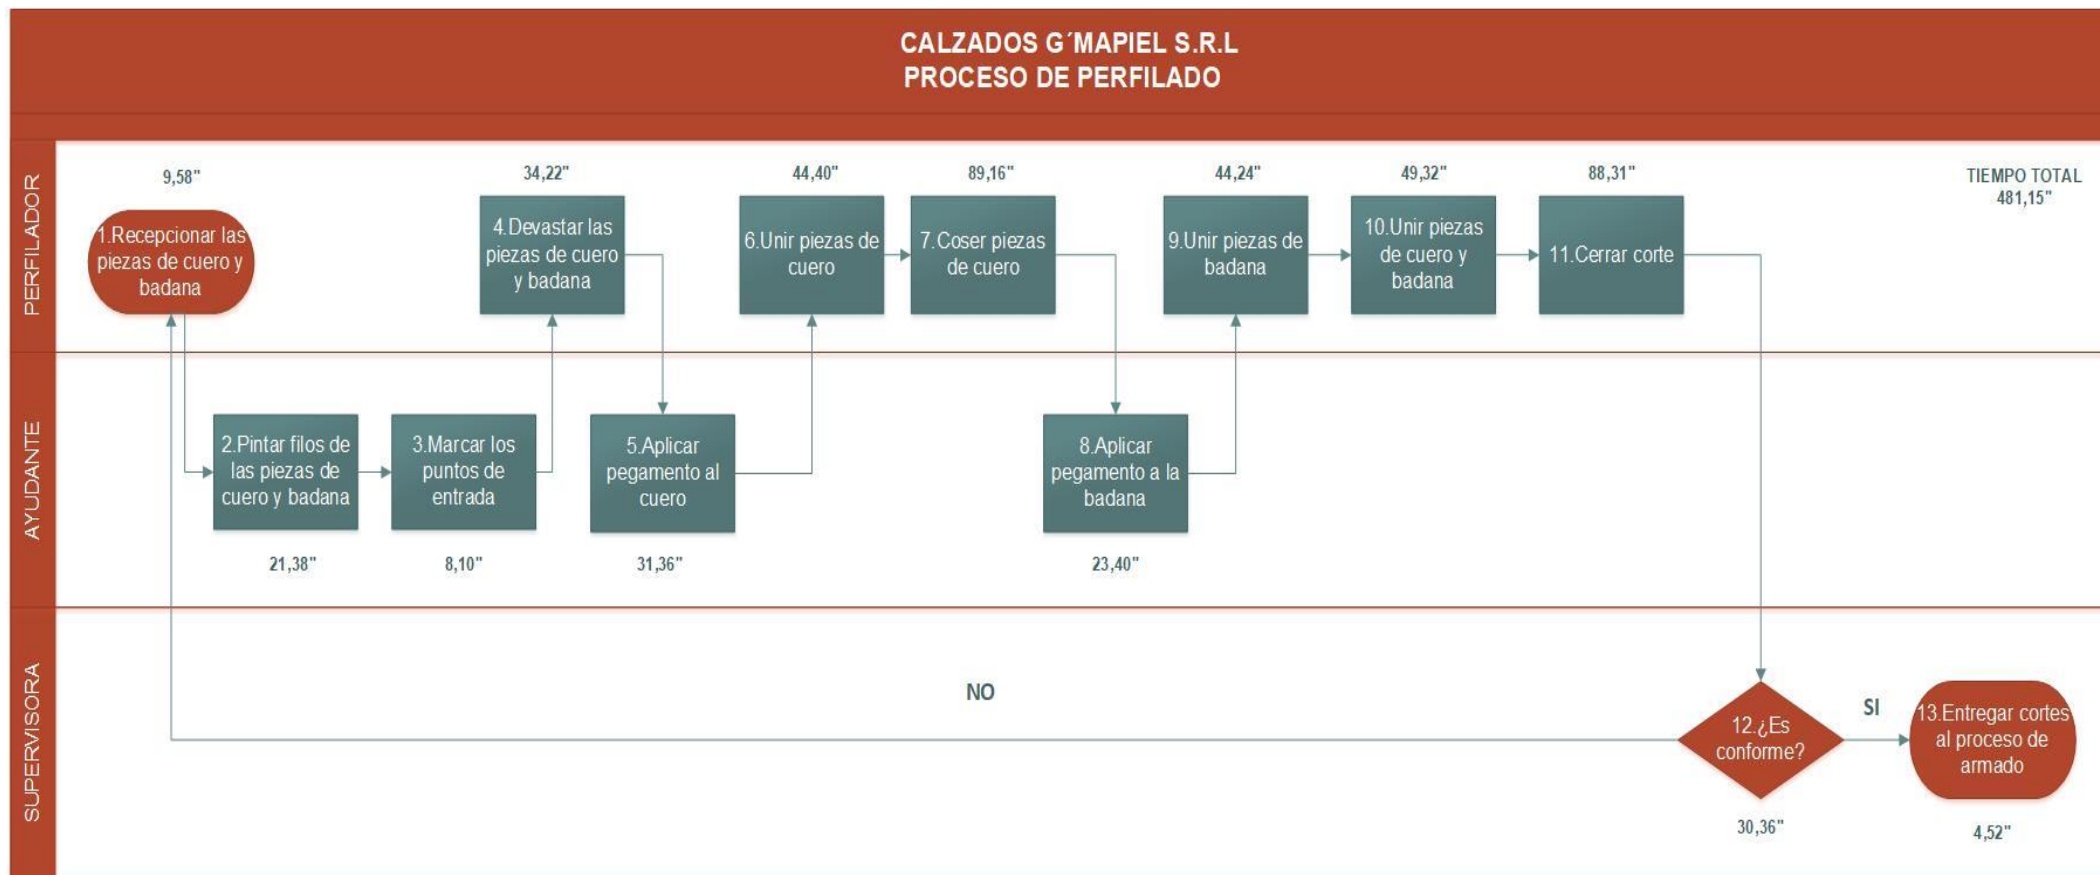 CALZADOS G´MAPIEL S.R.L
PROCESO DE PERFILADO
PERFILADOR
9,58"
1.Recepcionar las
piezas de cuero y
badana
34,22"
4.Devastar las
piezas de cuero
y badana
44,40"
6.Unir piezas de
cuero
89,16"
7.Coser piezas
de cuero
44,24"
9.Unir piezas de
badana
49,32"
10.Unir piezas
de cuero y
badana
88,31"
11.Cerrar corte
TIEMPO TOTAL
481,15"
AYUDANTE
2.Pintar filos de
las piezas de
cuero y badana
21,38"
3.Marcar los
puntos de
entrada
8,10"
5.Aplicar
pegamento al
cuero
31,36"
8.Aplicar
pegamento a la
badana
23,40"
SUPERVISORA
NO
12.¿Es
conforme?
30,36"
SI
13.Entregar cortes
al proceso de
armado
4,52"